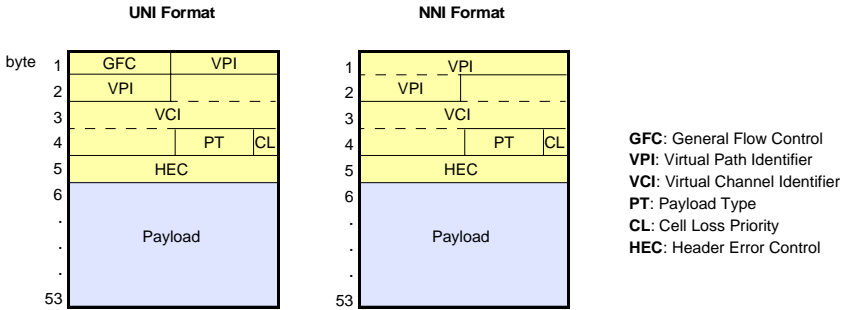 UNI Format
NNI Format
byte 1 GFC VPI
2 VPI
3 VCI
4 PT CL
5 HEC
6
.
. Payload
.
53
1 VPI
2 VPI
3 VCI
4 PT CL
5 HEC
6
.
. Payload
.
53
GFC: General Flow Control
VPI: Virtual Path Identifier
VCI: Virtual Channel Identifier
PT: Payload Type
CL: Cell Loss Priority
HEC: Header Error Control